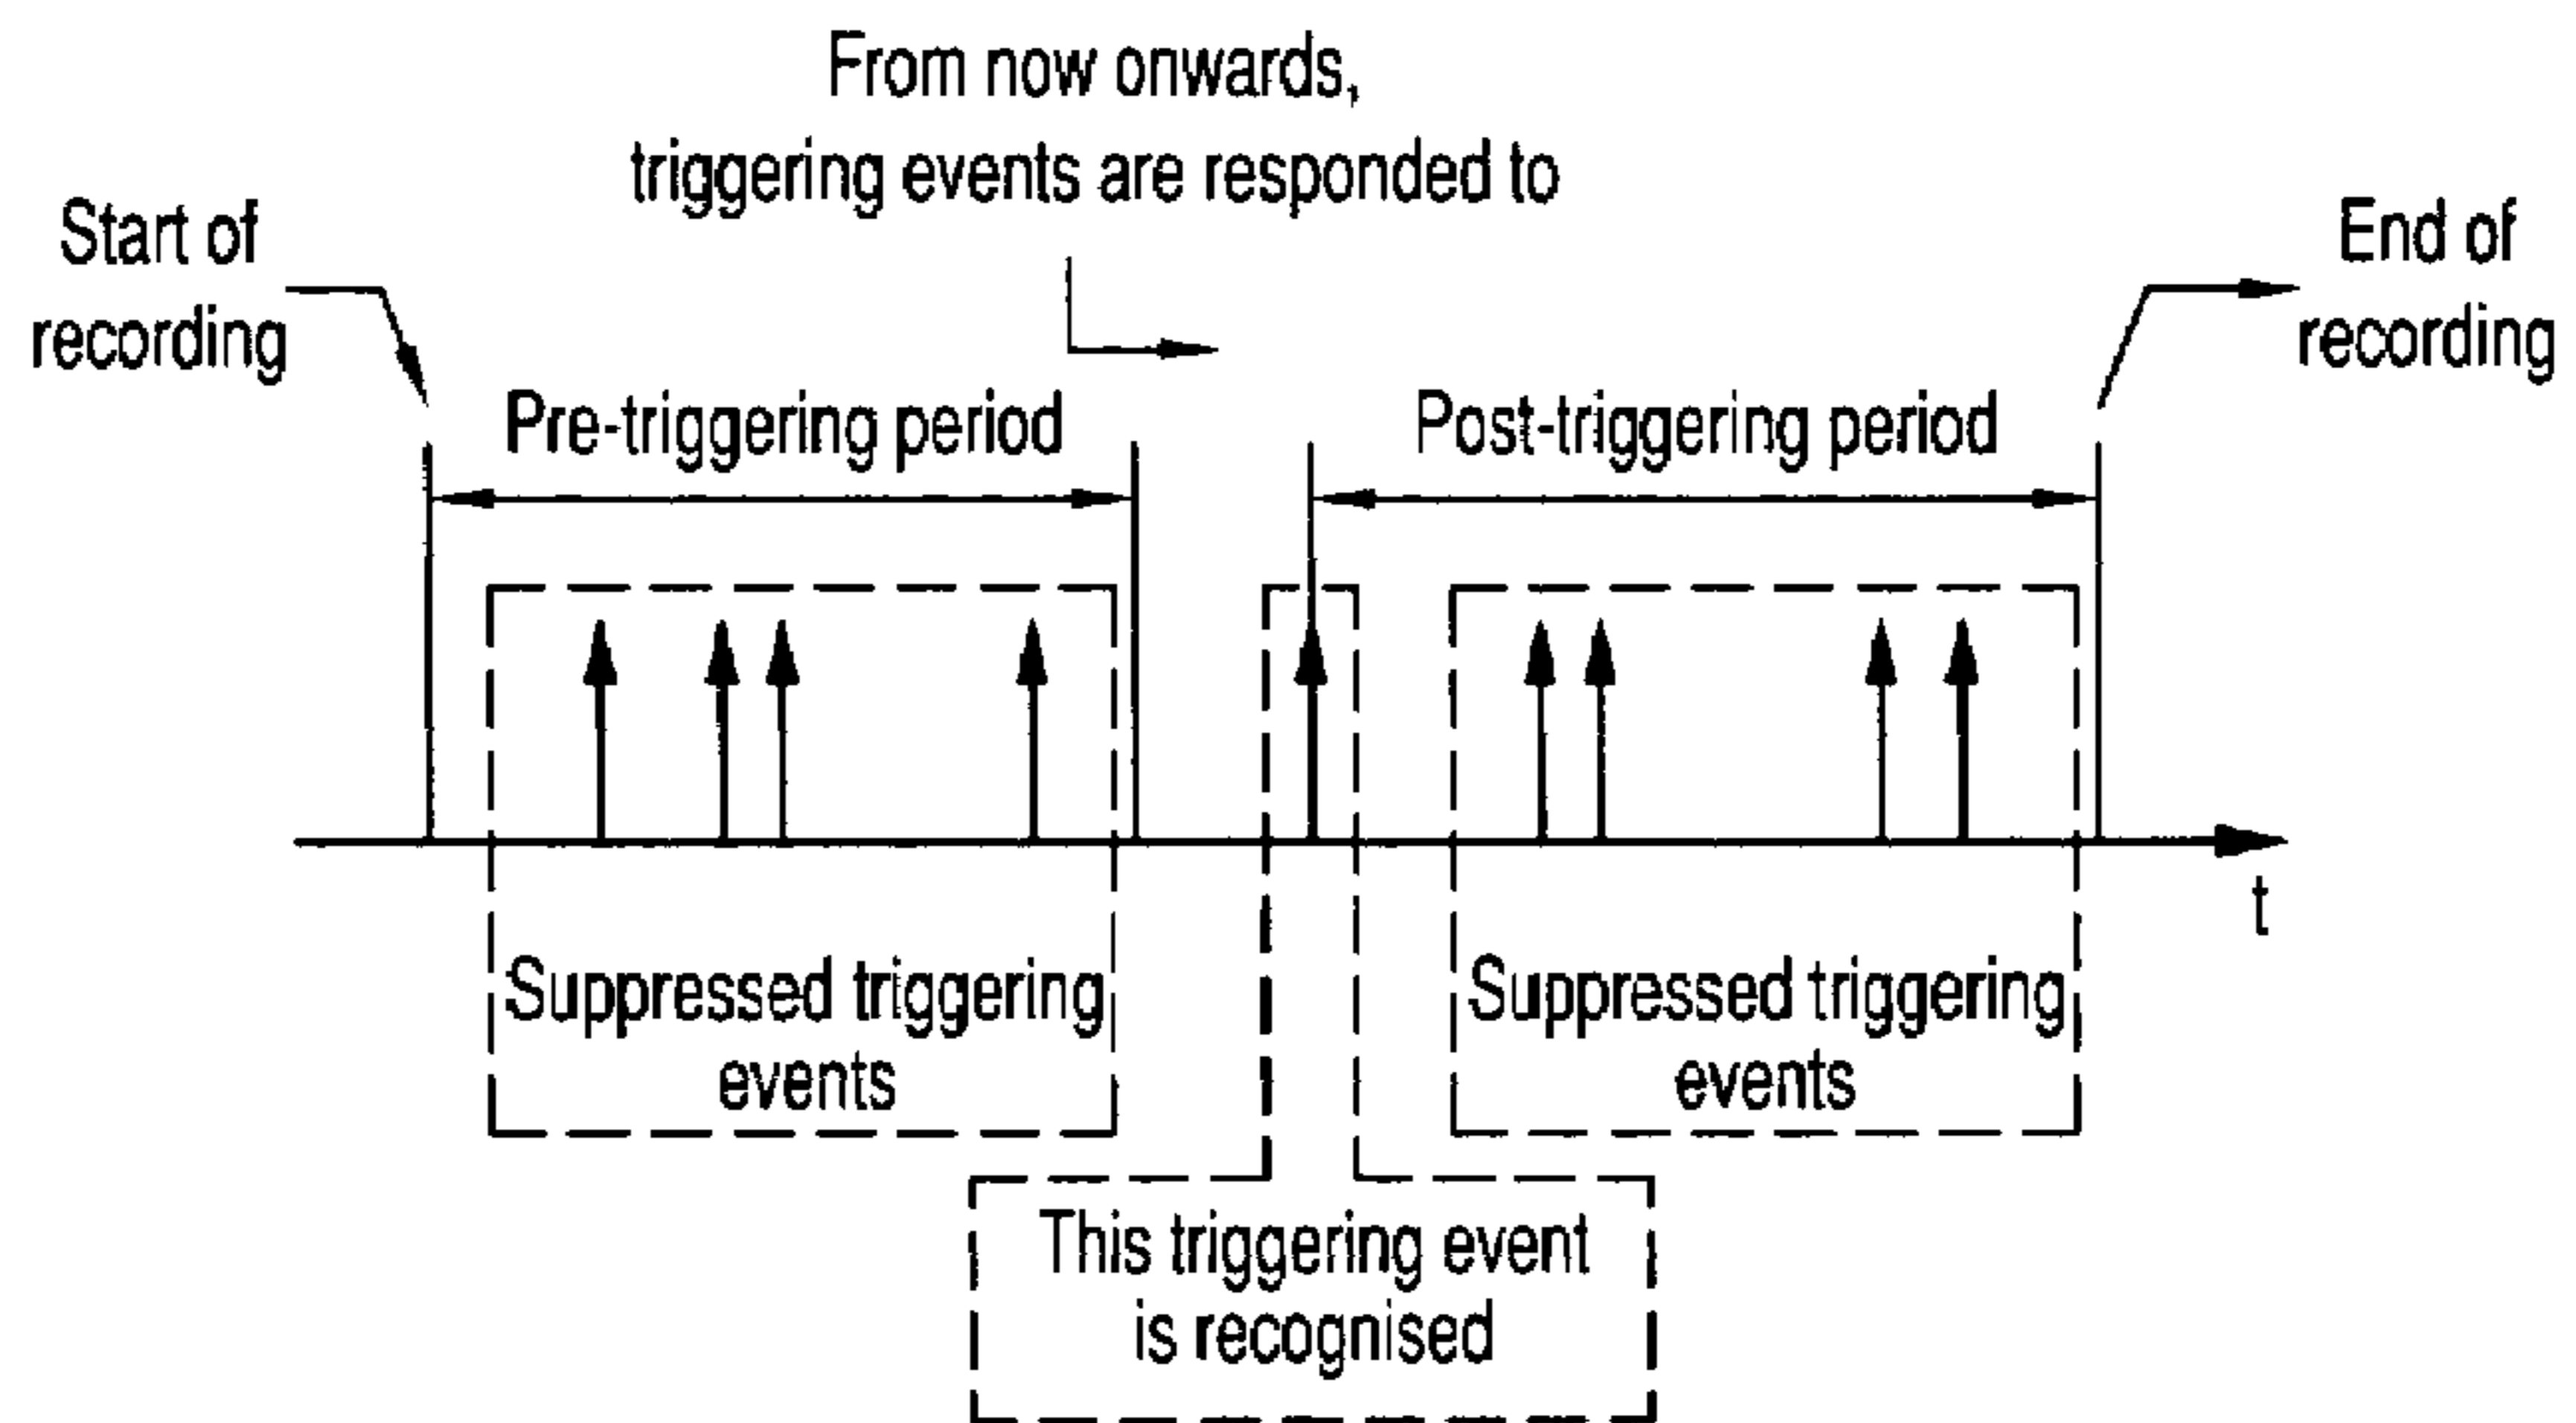 From now onwards,
triggering events are responded to
Start of
recording
End of
recording
Pre-triggering period
Post-triggering period
t
Suppressed triggering
events
Suppressed triggering
events
This triggering event
is recognised